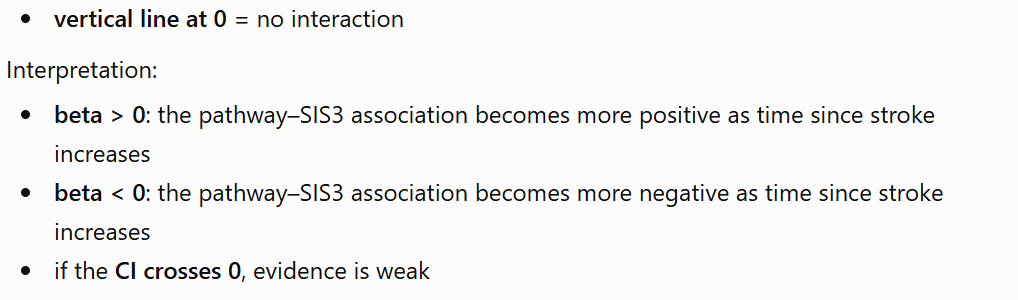 • vertical line at 0 = no interaction
Interpretation:
• beta > 0: the pathway–SIS3 association becomes more positive as time since stroke
increases
• beta < 0: the pathway–SIS3 association becomes more negative as time since stroke
increases
• if the CI crosses 0, evidence is weak